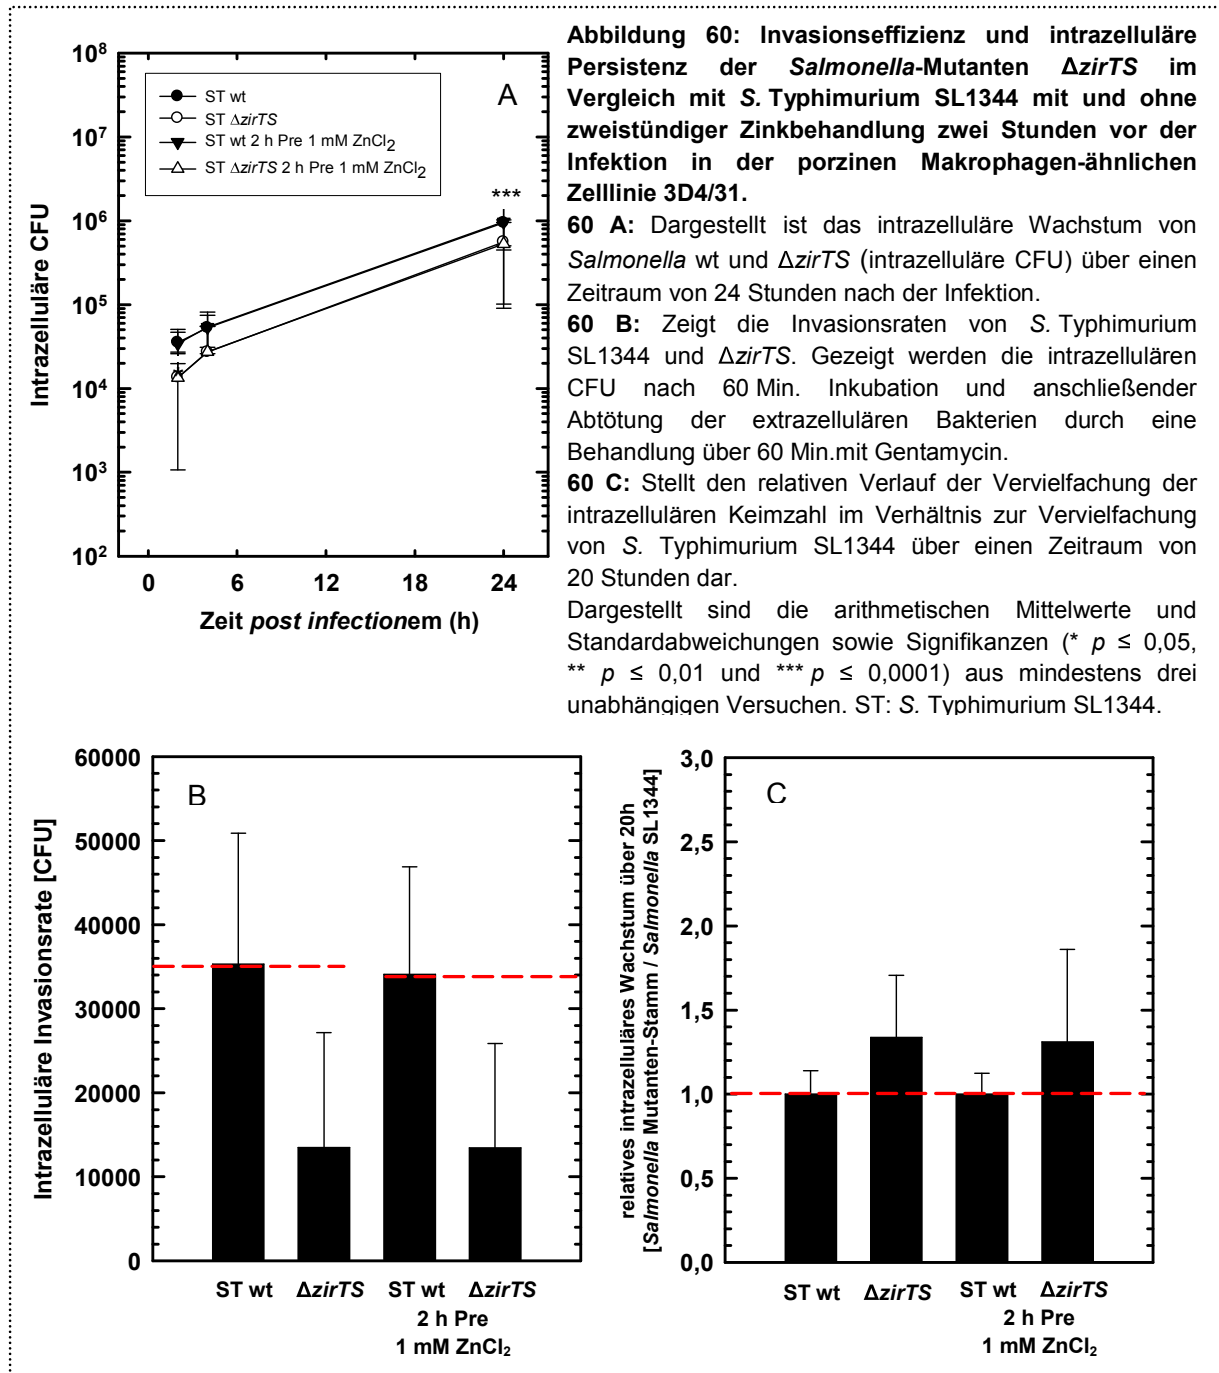 Abbildung 60: Invasionseffizienz und intrazelluläre
Persistenz der Salmonella-Mutanten ΔzirTS im
Vergleich mit S. Typhimurium SL1344 mit und ohne
zweistündiger Zinkbehandlung zwei Stunden vor der
Infektion in der porzinen Makrophagen-ähnlichen
Zelllinie 3D4/31.
60 A: Dargestellt ist das intrazelluläre Wachstum von
Salmonella wt und ΔzirTS (intrazelluläre CFU) über einen
Zeitraum von 24 Stunden nach der Infektion.
60 B: Zeigt die Invasionsraten von S. Typhimurium
SL1344 und ΔzirTS. Gezeigt werden die intrazellulären
CFU nach 60 Min. Inkubation und anschließender
Abtötung der extrazellulären Bakterien durch eine
Behandlung über 60 Min.mit Gentamycin.
60 C: Stellt den relativen Verlauf der Vervielfachung der
intrazellulären Keimzahl im Verhältnis zur Vervielfachung
von S. Typhimurium SL1344 über einen Zeitraum von
20 Stunden dar.
Dargestellt sind die arithmetischen Mittelwerte und
Standardabweichungen sowie Signifikanzen (* p ≤ 0,05,
** p ≤ 0,01 und *** p ≤ 0,0001) aus mindestens drei
unabhängigen Versuchen. ST: S. Typhimurium SL1344.
Intrazelluläre CFU
10⁸
10⁷
10⁶
10⁵
10⁴
10³
10²
A
ST wt
ST ΔzirTS
ST wt 2 h Pre 1 mM ZnCl₂
ST ΔzirTS 2 h Pre 1 mM ZnCl₂
***
0 6 12 18 24
Zeit post infectionem (h)
Intrazelluläre Invasionsrate [CFU]
60000
50000
40000
30000
20000
10000
0
B
ST wt ΔzirTS ST wt ΔzirTS
2 h Pre
1 mM ZnCl₂
relatives intrazelluläres Wachstum über 20h
[Salmonella Mutanten-Stamm / Salmonella SL1344]
3,0
2,5
2,0
1,5
1,0
0,5
0,0
C
ST wt ΔzirTS ST wt ΔzirTS
2 h Pre
1 mM ZnCl₂